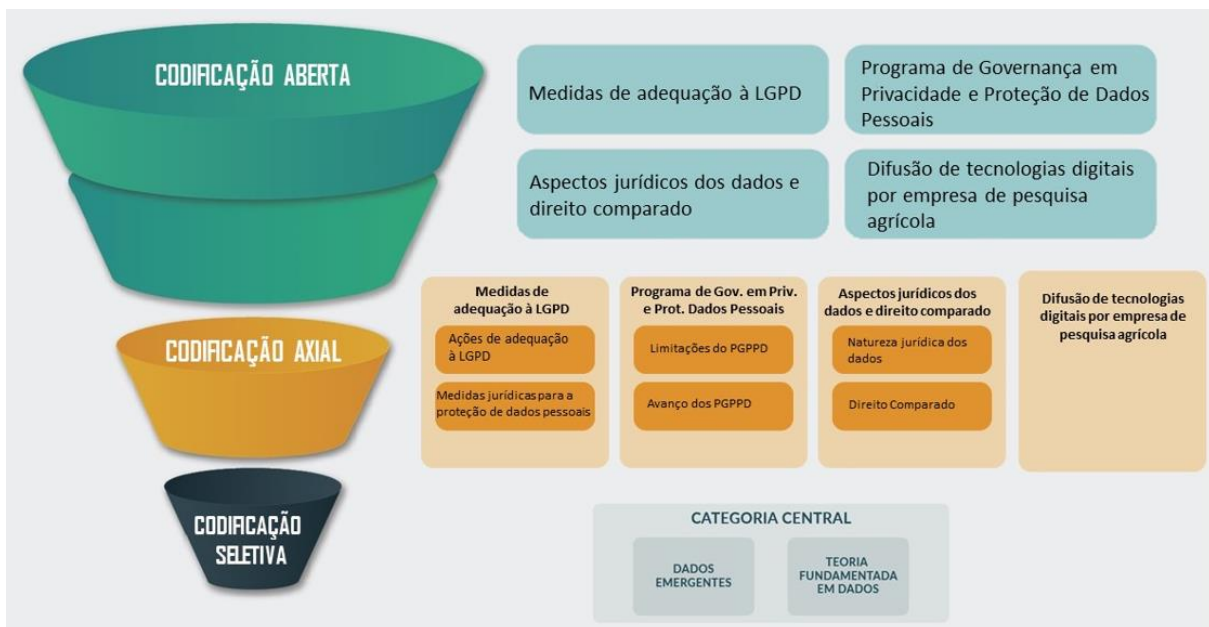 CODIFICAÇÃO ABERTA
Medidas de adequação à LGPD
Programa de Governança em
Privacidade e Proteção de Dados
Pessoais
Aspectos jurídicos dos dados e
direito comparado
Difusão de tecnologias digitais
por empresa de pesquisa
agrícola
CODIFICAÇÃO AXIAL
Medidas de
adequação à LGPD
Ações de adequação
à LGPD
Medidas jurídicas para a
proteção de dados pessoais
Programa de Gov. em Priv.
e Prot. Dados Pessoais
Limitações do PGPPD
Avanço dos PGPPD
Aspectos jurídicos dos
dados e direito comparado
Natureza jurídica dos
dados
Direito Comparado
Difusão de tecnologias
digitais por empresa de
pesquisa agrícola
CODIFICAÇÃO
SELETIVA
CATEGORIA CENTRAL
DADOS
EMERGENTES
TEORIA
FUNDAMENTADA
EM DADOS